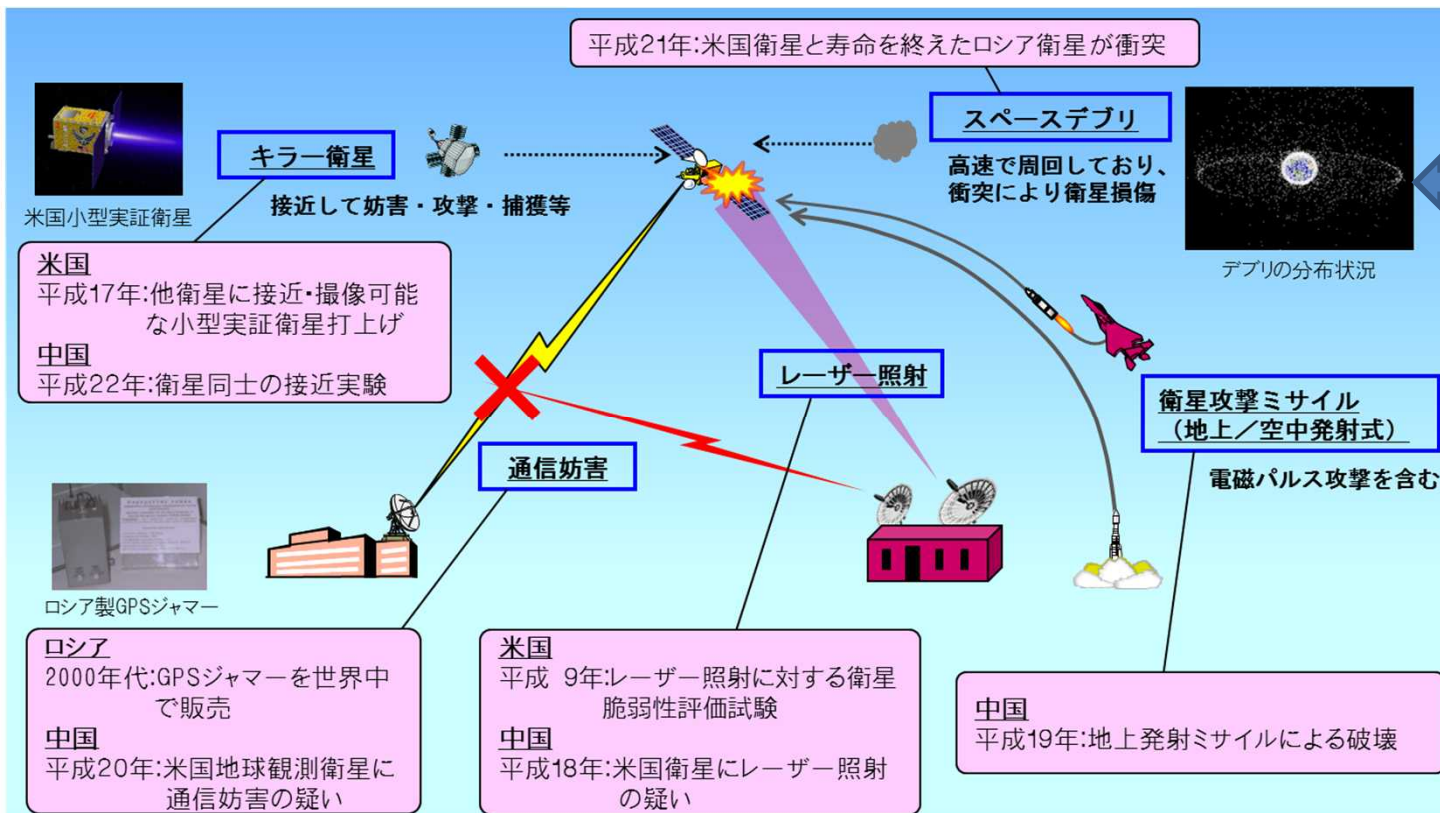 平成21年:米国衛星と寿命を終えたロシア衛星が衝突
スペースデブリ
高速で周回しており、
衝突により衛星損傷
デブリの分布状況
キラー衛星
接近して妨害・攻撃・捕獲等
米国小型実証衛星
米国
平成17年:他衛星に接近・撮像可能
な小型実証衛星打上げ
中国
平成22年:衛星同士の接近実験
レーザー照射
衛星攻撃ミサイル
（地上／空中発射式）
電磁パルス攻撃を含む
通信妨害
ロシア製GPSジャマー
ロシア
2000年代:GPSジャマーを世界中
で販売
中国
平成20年:米国地球観測衛星に
通信妨害の疑い
米国
平成 9年:レーザー照射に対する衛星
脆弱性評価試験
中国
平成18年:米国衛星にレーザー照射
の疑い
中国
平成19年:地上発射ミサイルによる破壊